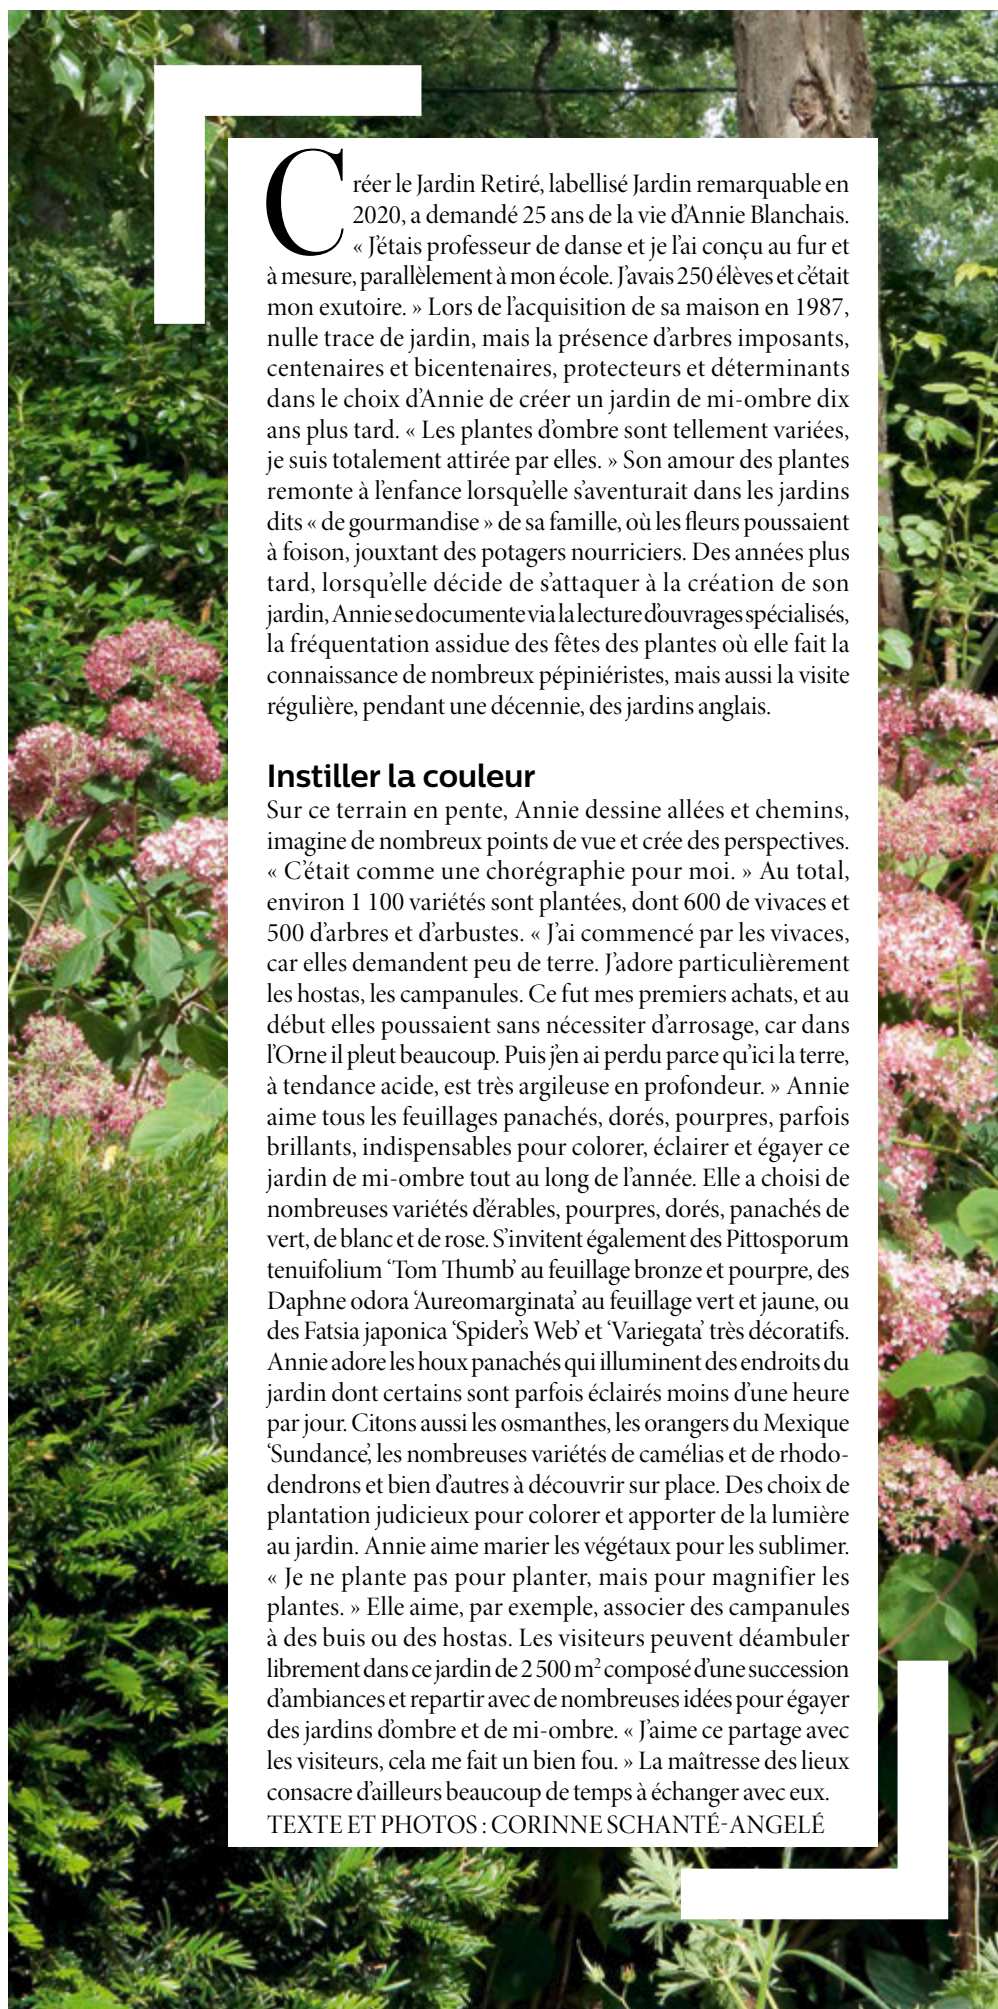 Créer le Jardin Retiré, labellisé Jardin remarquable en
2020, a demandé 25 ans de la vie d'Annie Blanchais.
« J'étais professeur de danse et je l'ai conçu au fur et
à mesure, parallèlement à mon école. J'avais 250 élèves et c'était
mon exutoire. » Lors de l'acquisition de sa maison en 1987,
nulle trace de jardin, mais la présence d'arbres imposants,
centenaires et bicentenaires, protecteurs et déterminants
dans le choix d'Annie de créer un jardin de mi-ombre dix
ans plus tard. « Les plantes d'ombre sont tellement variées,
je suis totalement attirée par elles. » Son amour des plantes
remonte à l'enfance lorsqu'elle s'aventurait dans les jardins
dits « de gourmandise » de sa famille, où les fleurs poussaient
à foison, jouxtant des potagers nourriciers. Des années plus
tard, lorsqu'elle décide de s'attaquer à la création de son
jardin, Annie se documente via la lecture d'ouvrages spécialisés,
la fréquentation assidue des fêtes des plantes où elle fait la
connaissance de nombreux pépiniéristes, mais aussi la visite
régulière, pendant une décennie, des jardins anglais.
Instiller la couleur
Sur ce terrain en pente, Annie dessine allées et chemins,
imagine de nombreux points de vue et crée des perspectives.
« C'était comme une chorégraphie pour moi. » Au total,
environ 1 100 variétés sont plantées, dont 600 de vivaces et
500 d'arbres et d'arbustes. « J'ai commencé par les vivaces,
car elles demandent peu de terre. J'adore particulièrement
les hostas, les campanules. Ce fut mes premiers achats, et au
début elles poussaient sans nécessiter d'arrosage, car dans
l'Orne il pleut beaucoup. Puis j'en ai perdu parce qu'ici la terre,
à tendance acide, est très argileuse en profondeur. » Annie
aime tous les feuillages panachés, dorés, pourpres, parfois
brillants, indispensables pour colorer, éclairer et égayer ce
jardin de mi-ombre tout au long de l'année. Elle a choisi de
nombreuses variétés d'érables, pourpres, dorés, panachés de
vert, de blanc et de rose. S'invitent également des Pittosporum
tenuifolium 'Tom Thumb' au feuillage bronze et pourpre, des
Daphne odora 'Aureomarginata' au feuillage vert et jaune, ou
des Fatsia japonica 'Spider's Web' et 'Variegata' très décoratifs.
Annie adore les houx panachés qui illuminent des endroits du
jardin dont certains sont parfois éclairés moins d'une heure
par jour. Citons aussi les osmanthes, les orangers du Mexique
'Sundance', les nombreuses variétés de camélias et de rhodo-
dendrons et bien d'autres à découvrir sur place. Des choix de
plantation judicieux pour colorer et apporter de la lumière
au jardin. Annie aime marier les végétaux pour les sublimer.
« Je ne plante pas pour planter, mais pour magnifier les
plantes. » Elle aime, par exemple, associer des campanules
à des buis ou des hostas. Les visiteurs peuvent déambuler
librement dans ce jardin de 2 500 m² composé d'une succession
d'ambiances et repartir avec de nombreuses idées pour égayer
des jardins d'ombre et de mi-ombre. « J'aime ce partage avec
les visiteurs, cela me fait un bien fou. » La maîtresse des lieux
consacre d'ailleurs beaucoup de temps à échanger avec eux.
TEXTE ET PHOTOS : CORINNE SCHANTÉ-ANGELÉ